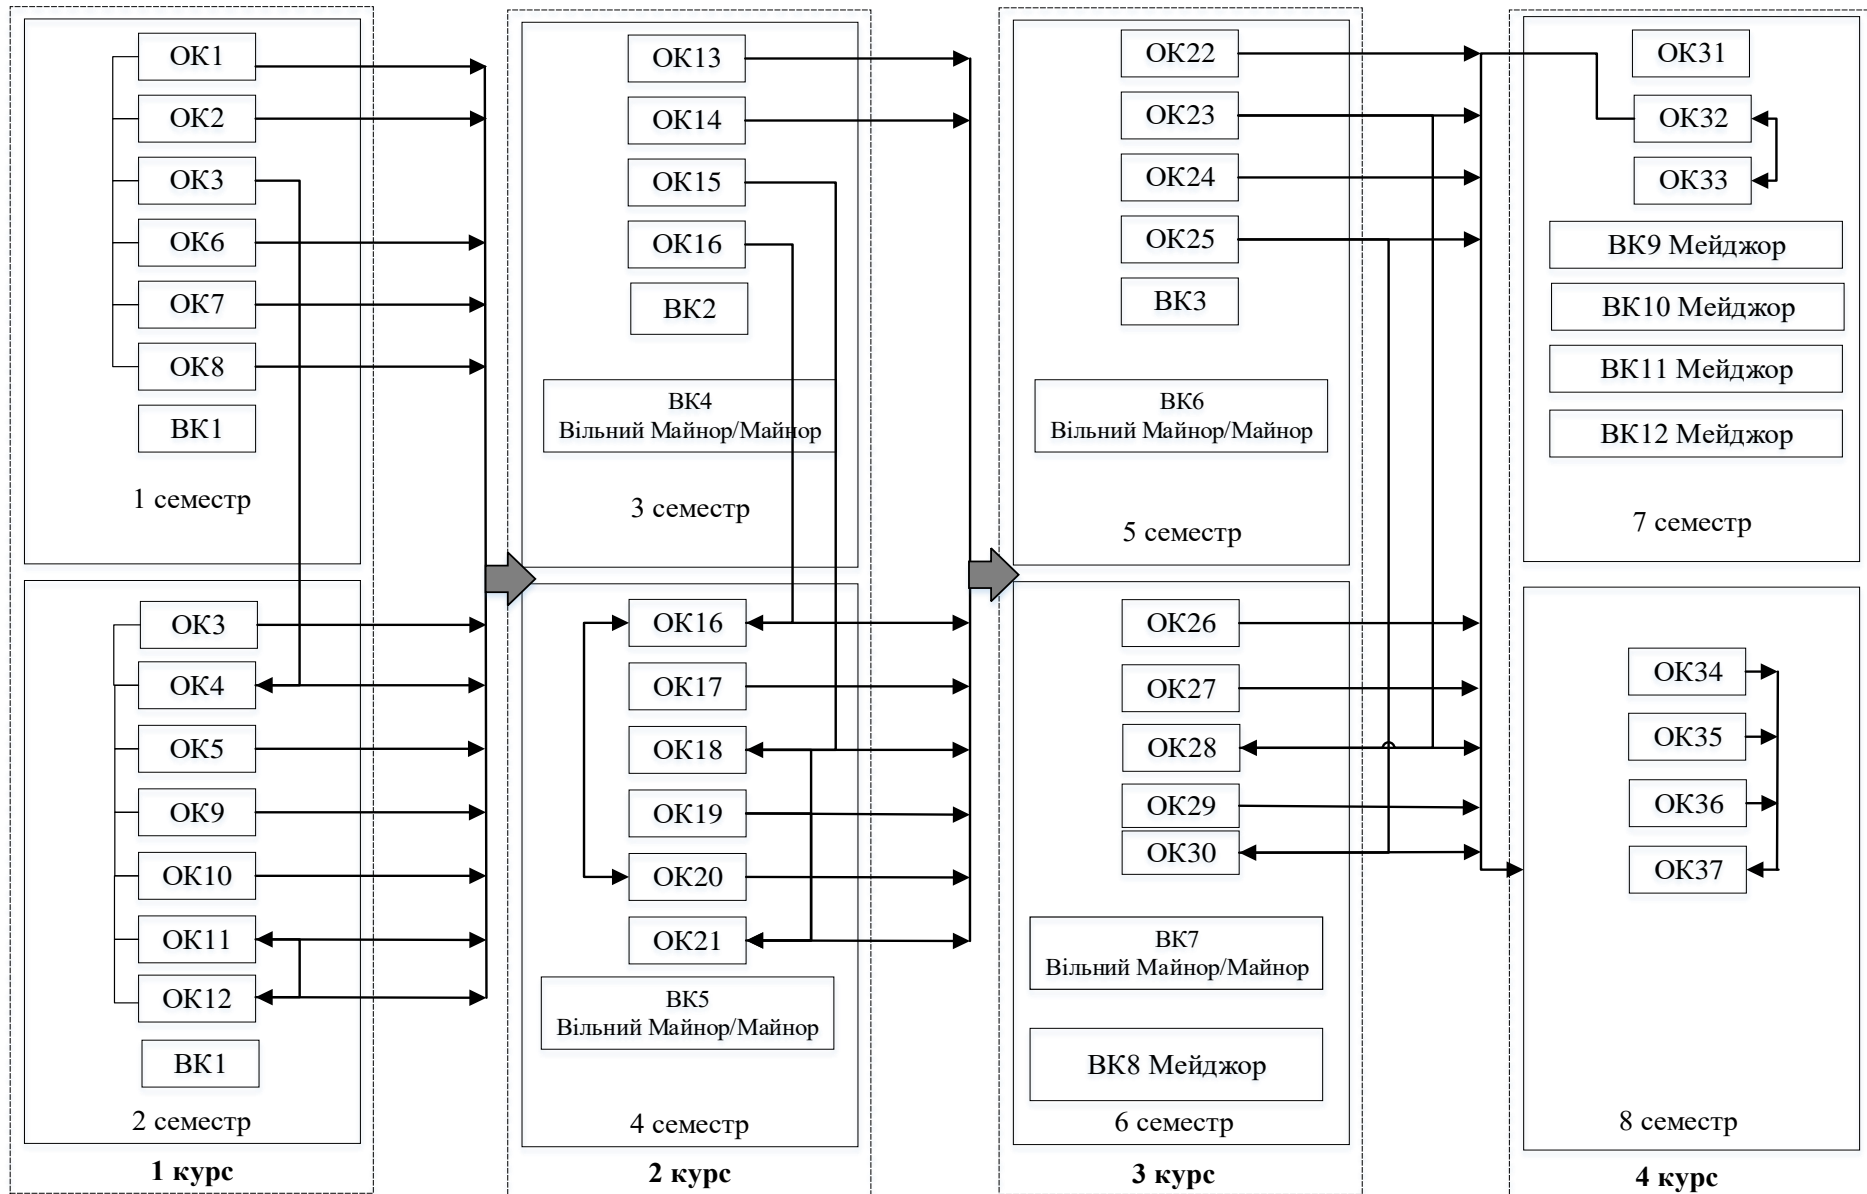 ОК1
ОК2
ОК3
ОК6
ОК7
ОК8
ВК1
1 семестр
ОК3
ОК4
ОК5
ОК9
ОК10
ОК11
ОК12
ВК1
2 семестр
1 курс
ОК13
ОК14
ОК15
ОК16
ВК2
ВК4
Вільний Майнор/Майнор
3 семестр
ОК16
ОК17
ОК18
ОК19
ОК20
ОК21
ВК5
Вільний Майнор/Майнор
4 семестр
2 курс
ОК22
ОК23
ОК24
ОК25
ВК3
ВК6
Вільний Майнор/Майнор
5 семестр
ОК26
ОК27
ОК28
ОК29
ОК30
ВК7
Вільний Майнор/Майнор
ВК8 Мейджор
6 семестр
3 курс
ОК31
ОК32
ОК33
ВК9 Мейджор
ВК10 Мейджор
ВК11 Мейджор
ВК12 Мейджор
7 семестр
ОК34
ОК35
ОК36
ОК37
8 семестр
4 курс